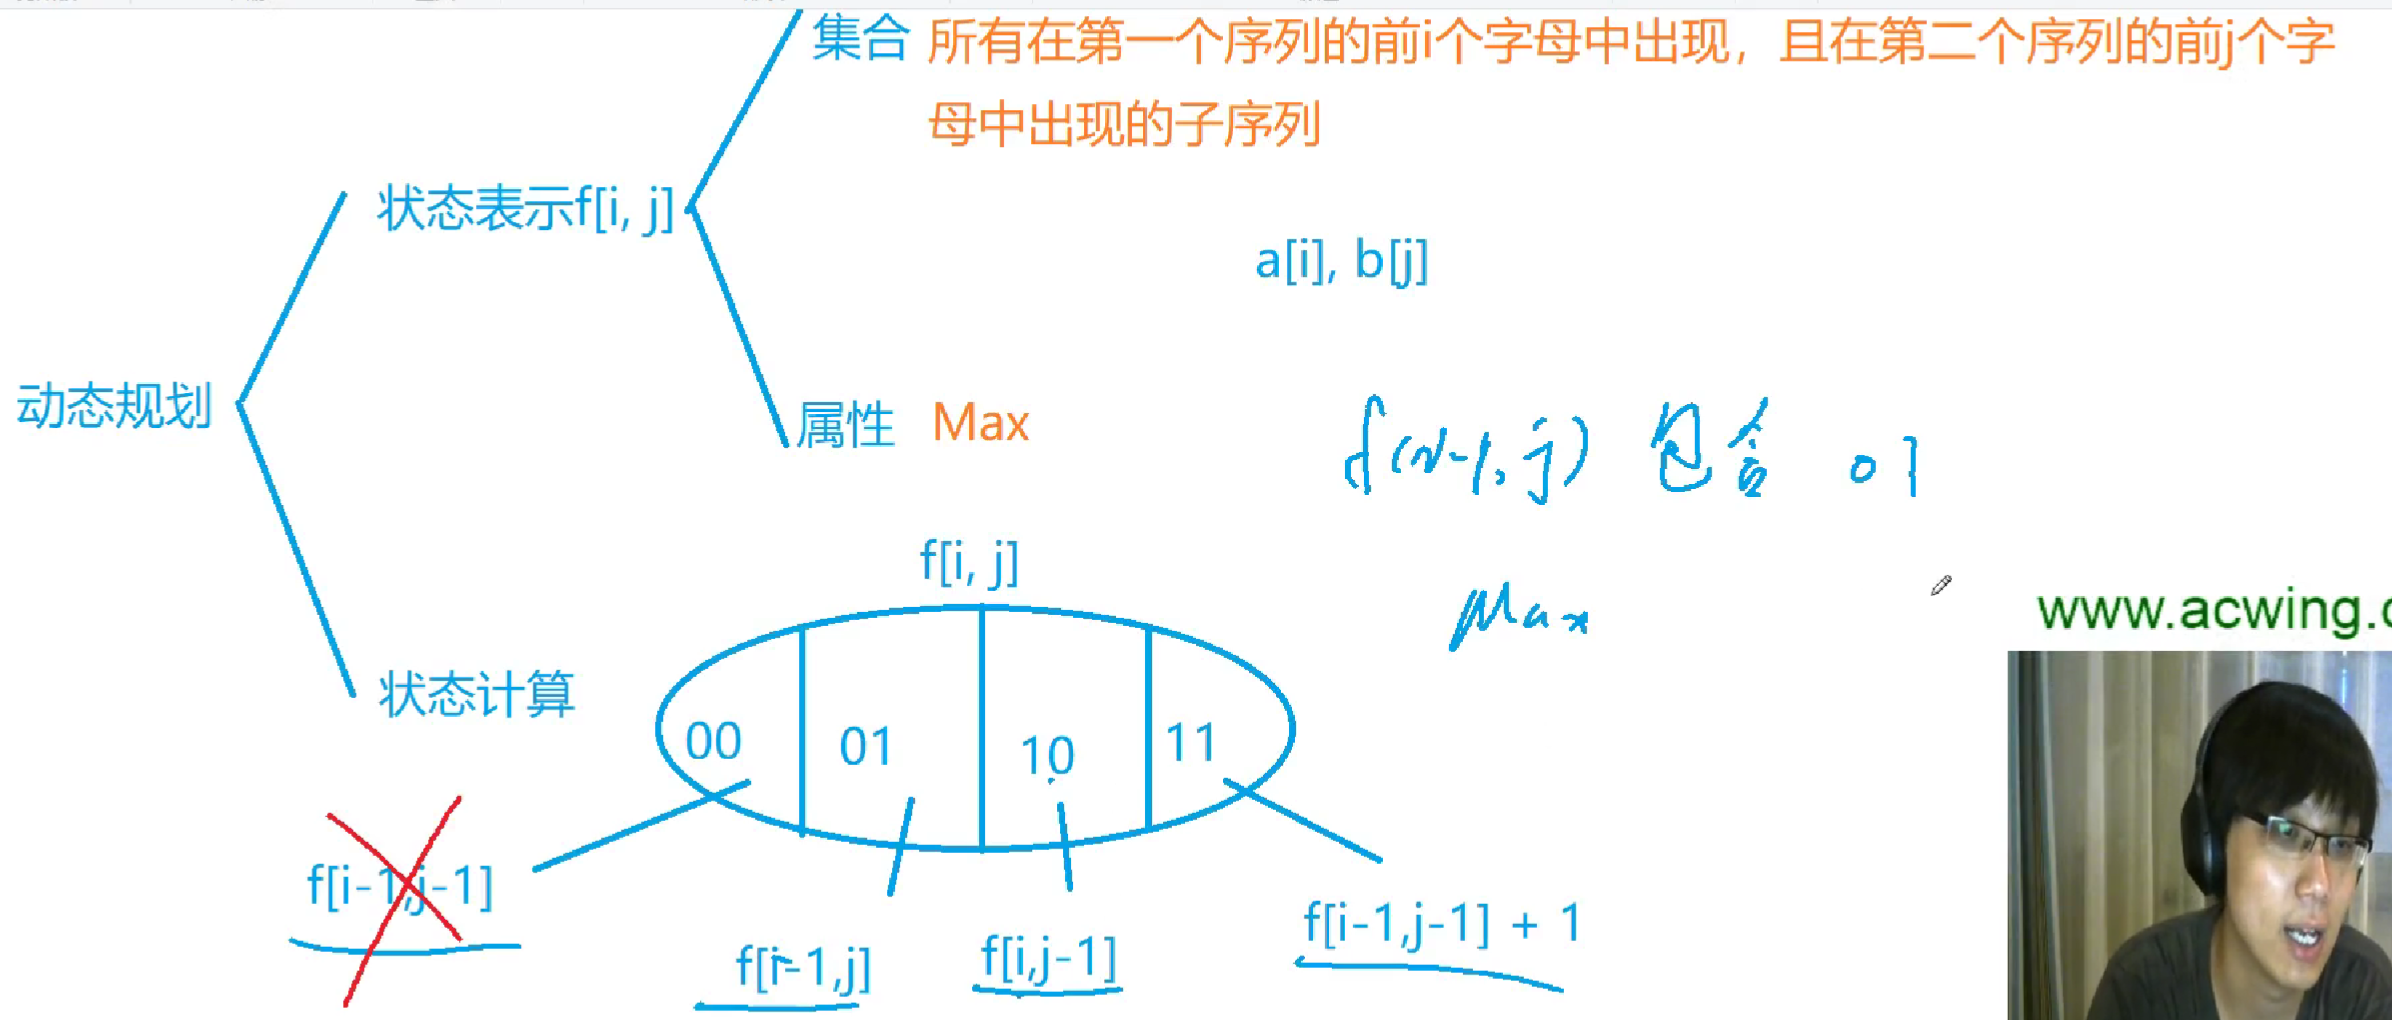 集合 所有在第一个序列的前i个字母中出现，且在第二个序列的前j个字
母中出现的子序列
状态表示f[i, j]
a[i], b[j]
动态规划
属性 Max
f(i-1, j) 包含 01
f[i, j]
Max
www.acwing.c
状态计算
00 01 10 11
f[i-1,j-1]
f[i-1,j]
f[i,j-1]
f[i-1,j-1] + 1